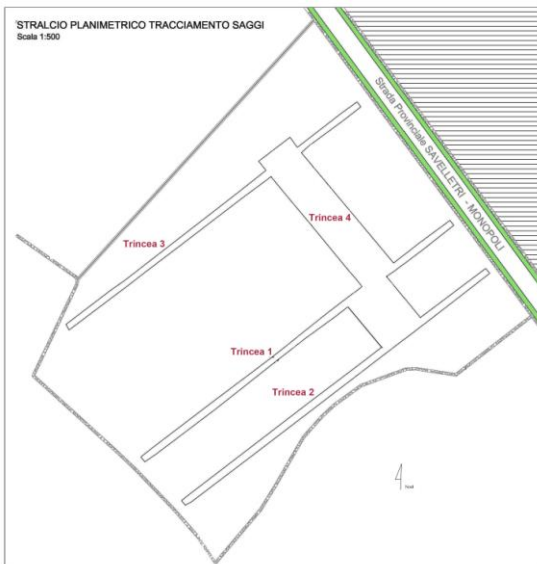 STRALCIO PLANIMETRICO TRACCIAMENTO SAGGI
Scala 1:500
Strada Provinciale SAVELLETRI - MONOPOLI
Trincea 4
Trincea 3
Trincea 1
Trincea 2